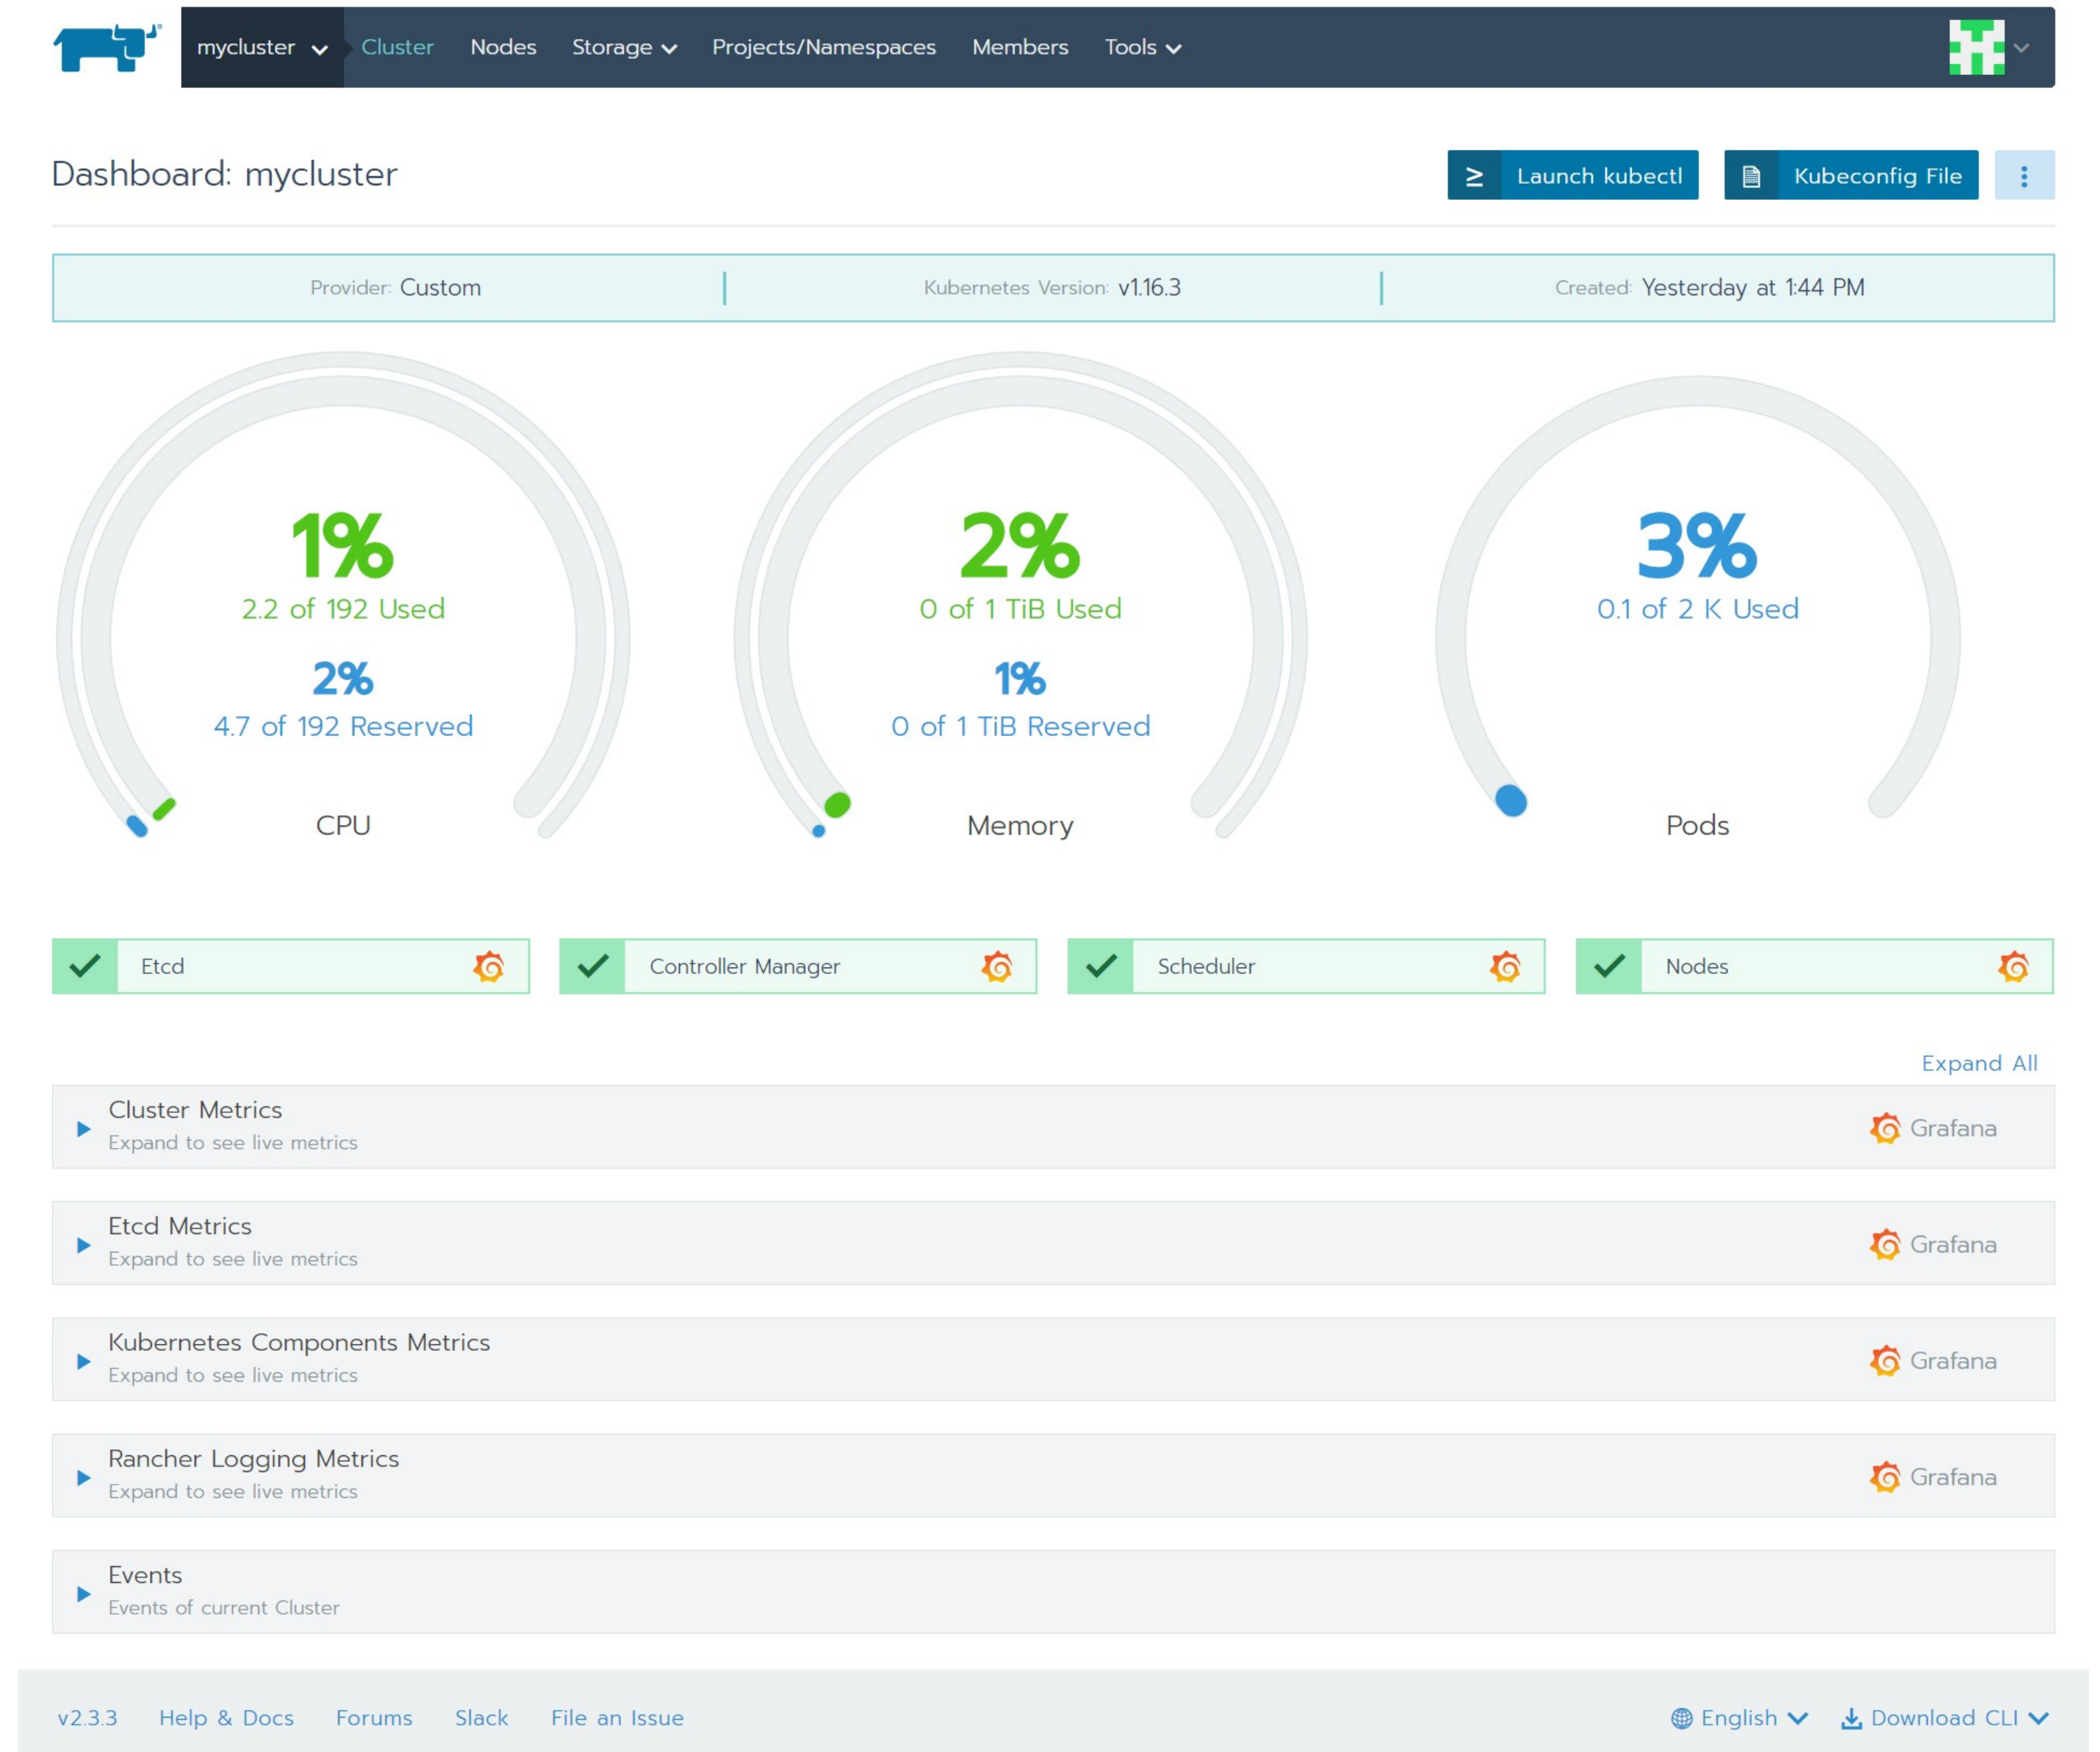 mycluster Cluster Nodes Storage Projects/Namespaces Members Tools
Dashboard: mycluster
≥ Launch kubectl Kubeconfig File
Provider: Custom Kubernetes Version: v1.16.3 Created: Yesterday at 1:44 PM
1% 2% 3%
2.2 of 192 Used 0 of 1 TiB Used 0.1 of 2 K Used
2% 1%
4.7 of 192 Reserved 0 of 1 TiB Reserved
CPU Memory Pods
Etcd Controller Manager Scheduler Nodes
Expand All
Cluster Metrics
Expand to see live metrics
Grafana
Etcd Metrics
Expand to see live metrics
Grafana
Kubernetes Components Metrics
Expand to see live metrics
Grafana
Rancher Logging Metrics
Expand to see live metrics
Grafana
Events
Events of current Cluster
v2.3.3 Help & Docs Forums Slack File an Issue English Download CLI